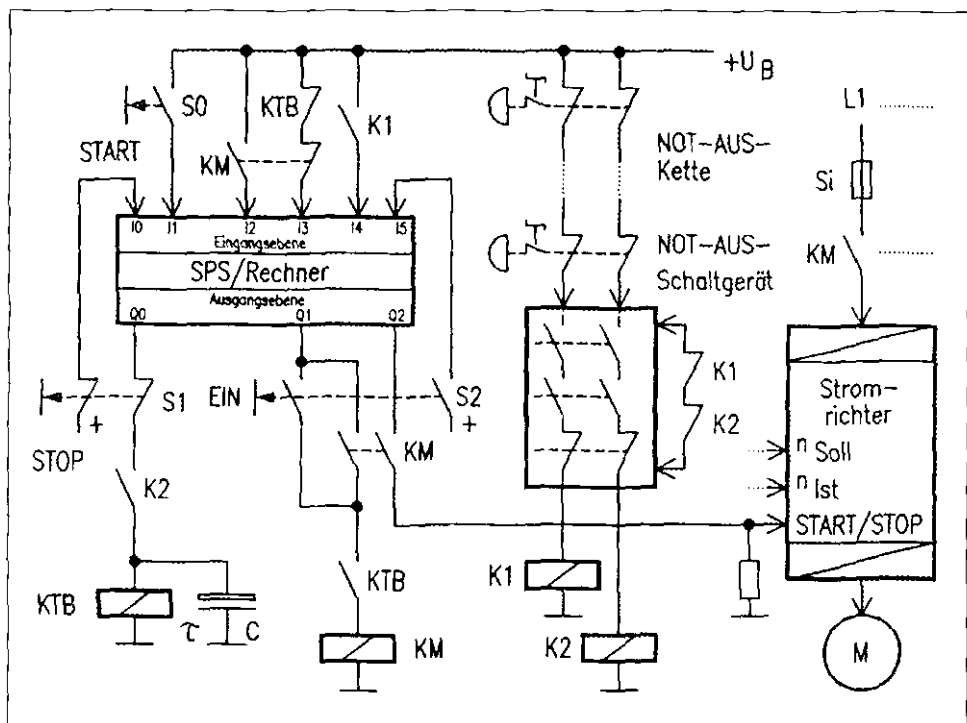 +UB
S0
KTB
K1
L1
START
KM
NOT-AUS-
Kette
Si
I0 I1 I2 I3 I4 I5
Eingangsebene
SPS/Rechner
Ausgangsebene
Q0 Q1 Q2
NOT-AUS-
Schaltgerät
KM
S1
EIN
S2
+
+
STOP
KM
K1
K2
Strom-
richter
n Soll
n Ist
START/STOP
K2
KTB
K1
KTB
τ C
KM
K2
M